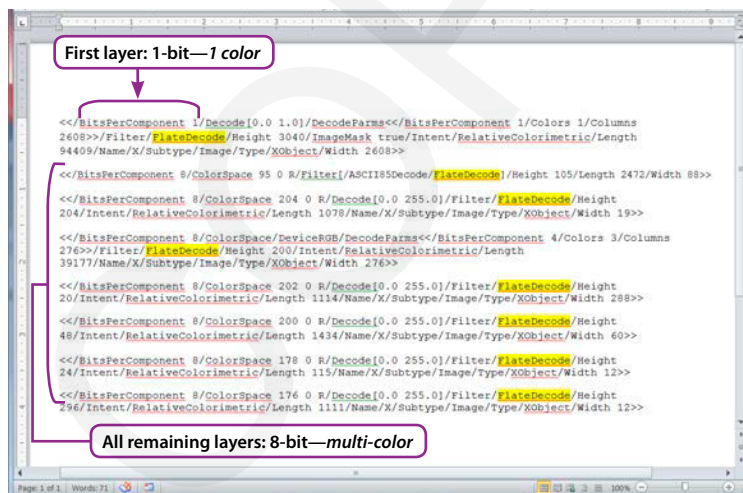 1 2 3 4 5 6 7 8 9
First layer: 1-bit—1 color
<</BitsPerComponent 1/Decode[0.0 1.0]/DecodeParms<</BitsPerComponent 1/Colors 1/Columns
2608>>/Filter/FlateDecode/Height 3040/ImageMask true/Intent/RelativeColorimetric/Length
94409/Name/X/Subtype/Image/Type/XObject/Width 2608>>
<</BitsPerComponent 8/ColorSpace 95 0 R/Filter[/ASCII85Decode/FlateDecode]/Height 105/Length 2472/Width 88>>
<</BitsPerComponent 8/ColorSpace 204 0 R/Decode[0.0 255.0]/Filter/FlateDecode/Height
204/Intent/RelativeColorimetric/Length 1078/Name/X/Subtype/Image/Type/XObject/Width 19>>
<</BitsPerComponent 8/ColorSpace/DeviceRGB/DecodeParms<</BitsPerComponent 4/Colors 3/Columns
276>>/Filter/FlateDecode/Height 200/Intent/RelativeColorimetric/Length
39177/Name/X/Subtype/Image/Type/XObject/Width 276>>
<</BitsPerComponent 8/ColorSpace 202 0 R/Decode[0.0 255.0]/Filter/FlateDecode/Height
20/Intent/RelativeColorimetric/Length 1114/Name/X/Subtype/Image/Type/XObject/Width 288>>
<</BitsPerComponent 8/ColorSpace 200 0 R/Decode[0.0 255.0]/Filter/FlateDecode/Height
48/Intent/RelativeColorimetric/Length 1434/Name/X/Subtype/Image/Type/XObject/Width 60>>
<</BitsPerComponent 8/ColorSpace 178 0 R/Decode[0.0 255.0]/Filter/FlateDecode/Height
24/Intent/RelativeColorimetric/Length 115/Name/X/Subtype/Image/Type/XObject/Width 12>>
<</BitsPerComponent 8/ColorSpace 176 0 R/Decode[0.0 255.0]/Filter/FlateDecode/Height
296/Intent/RelativeColorimetric/Length 1111/Name/X/Subtype/Image/Type/XObject/Width 12>>
All remaining layers: 8-bit—multi-color
Page: 1 of 1 Words: 71 100%